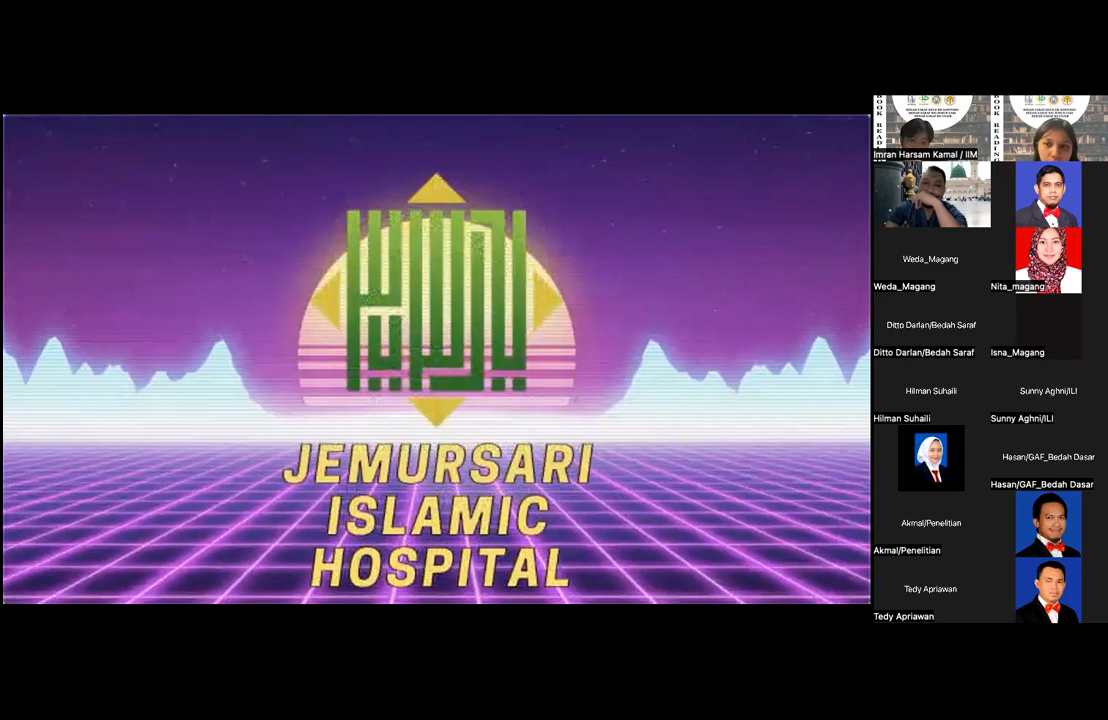 JEMURSARI
ISLAMIC
HOSPITAL
BOOK READING
Imran Harsam Kamal / IIM
Weda_Magang
Weda_Magang
Nita_magang
Ditto Darlan/Bedah Saraf
Ditto Darlan/Bedah Saraf
Isna_Magang
Hilman Suhaili
Sunny Aghni/ILI
Hilman Suhaili
Sunny Aghni/ILI
Hasan/GAF_Bedah Dasar
Hasan/GAF_Bedah Dasar
Akmal/Penelitian
Akmal/Penelitian
Tedy Apriawan
Tedy Apriawan